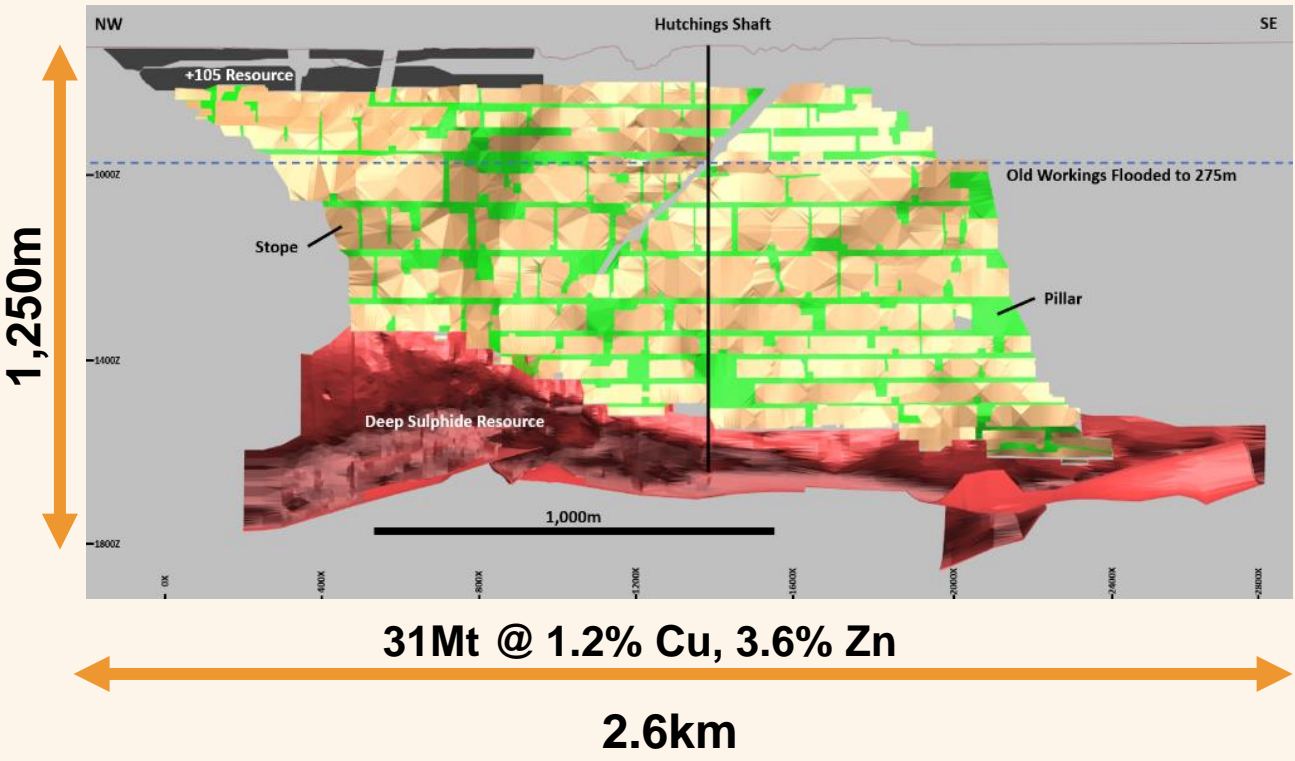 NW
Hutchings Shaft
SE
+105 Resource
1000Z
Old Workings Flooded to 275m
Stope
Pillar
1,250m
1400Z
Deep Sulphide Resource
1,000m
1800Z
0X
400X
800X
1200X
1600X
2000X
2400X
2800X
31Mt @ 1.2% Cu, 3.6% Zn
2.6km